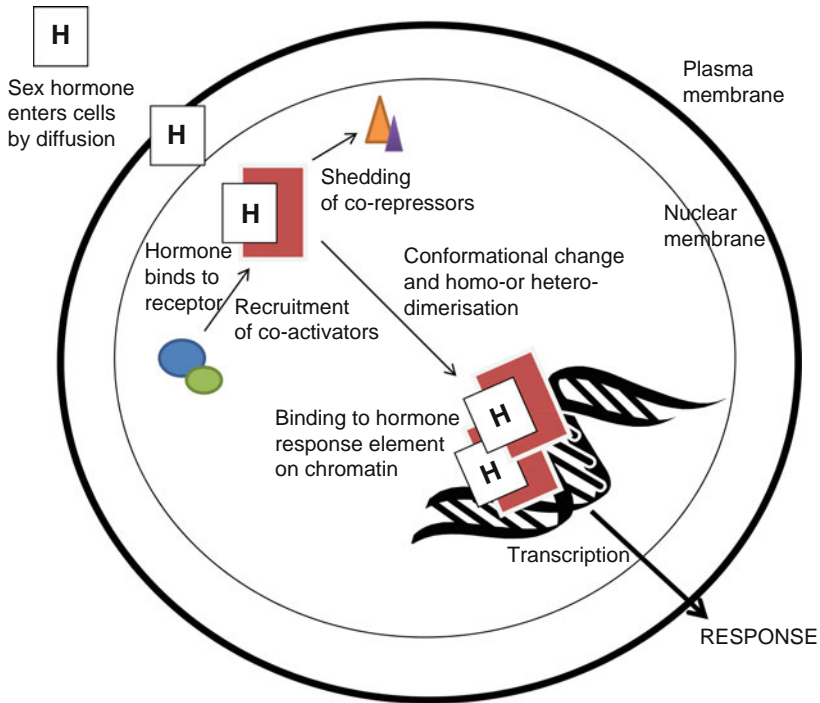 H
Sex hormone
enters cells
by diffusion
H
Plasma
membrane
Nuclear
membrane
H
Shedding
of co-repressors
Hormone
binds to
receptor
Recruitment
of co-activators
Conformational change
and homo-or hetero-
dimerisation
Binding to hormone
response element
on chromatin
H
H
Transcription
RESPONSE